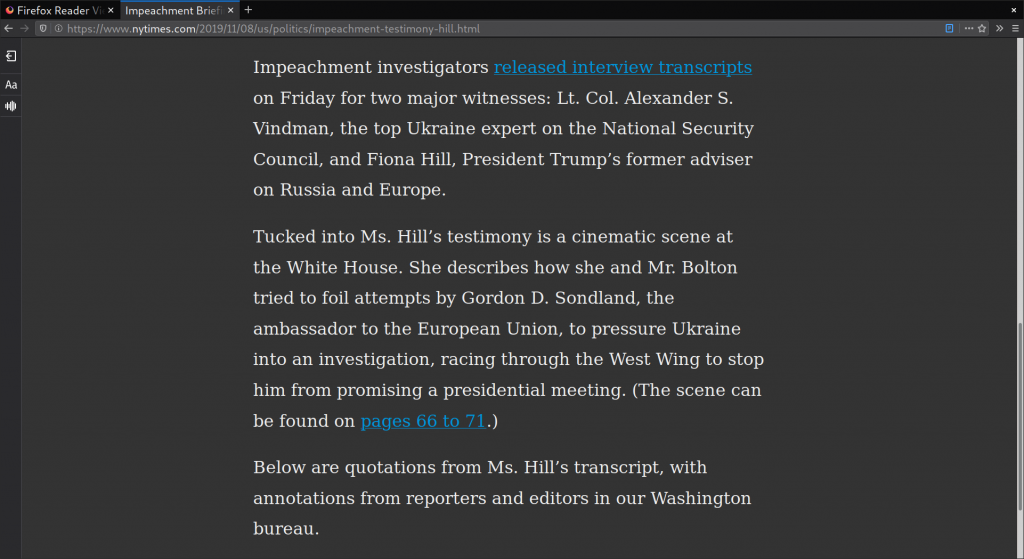 Firefox Reader Vi
Impeachment Briefi
https://www.nytimes.com/2019/11/08/us/politics/impeachment-testimony-hill.html
Aa
Impeachment investigators released interview transcripts
on Friday for two major witnesses: Lt. Col. Alexander S.
Vindman, the top Ukraine expert on the National Security
Council, and Fiona Hill, President Trump’s former adviser
on Russia and Europe.
Tucked into Ms. Hill’s testimony is a cinematic scene at
the White House. She describes how she and Mr. Bolton
tried to foil attempts by Gordon D. Sondland, the
ambassador to the European Union, to pressure Ukraine
into an investigation, racing through the West Wing to stop
him from promising a presidential meeting. (The scene can
be found on pages 66 to 71.)
Below are quotations from Ms. Hill’s transcript, with
annotations from reporters and editors in our Washington
bureau.